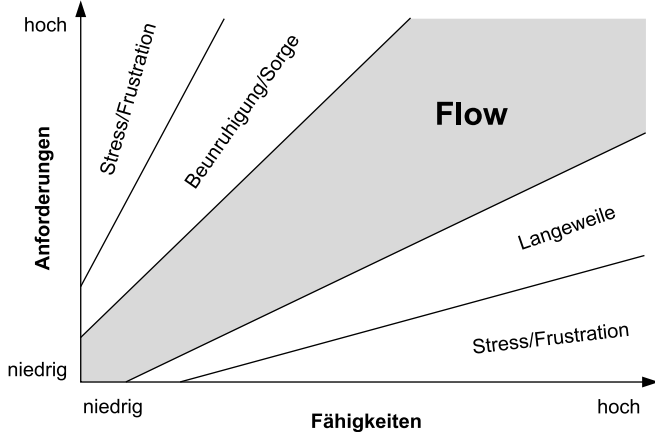 hoch
Stress/Frustration
Beunruhigung/Sorge
Flow
Anforderungen
Langeweile
Stress/Frustration
niedrig
niedrig
Fähigkeiten
hoch